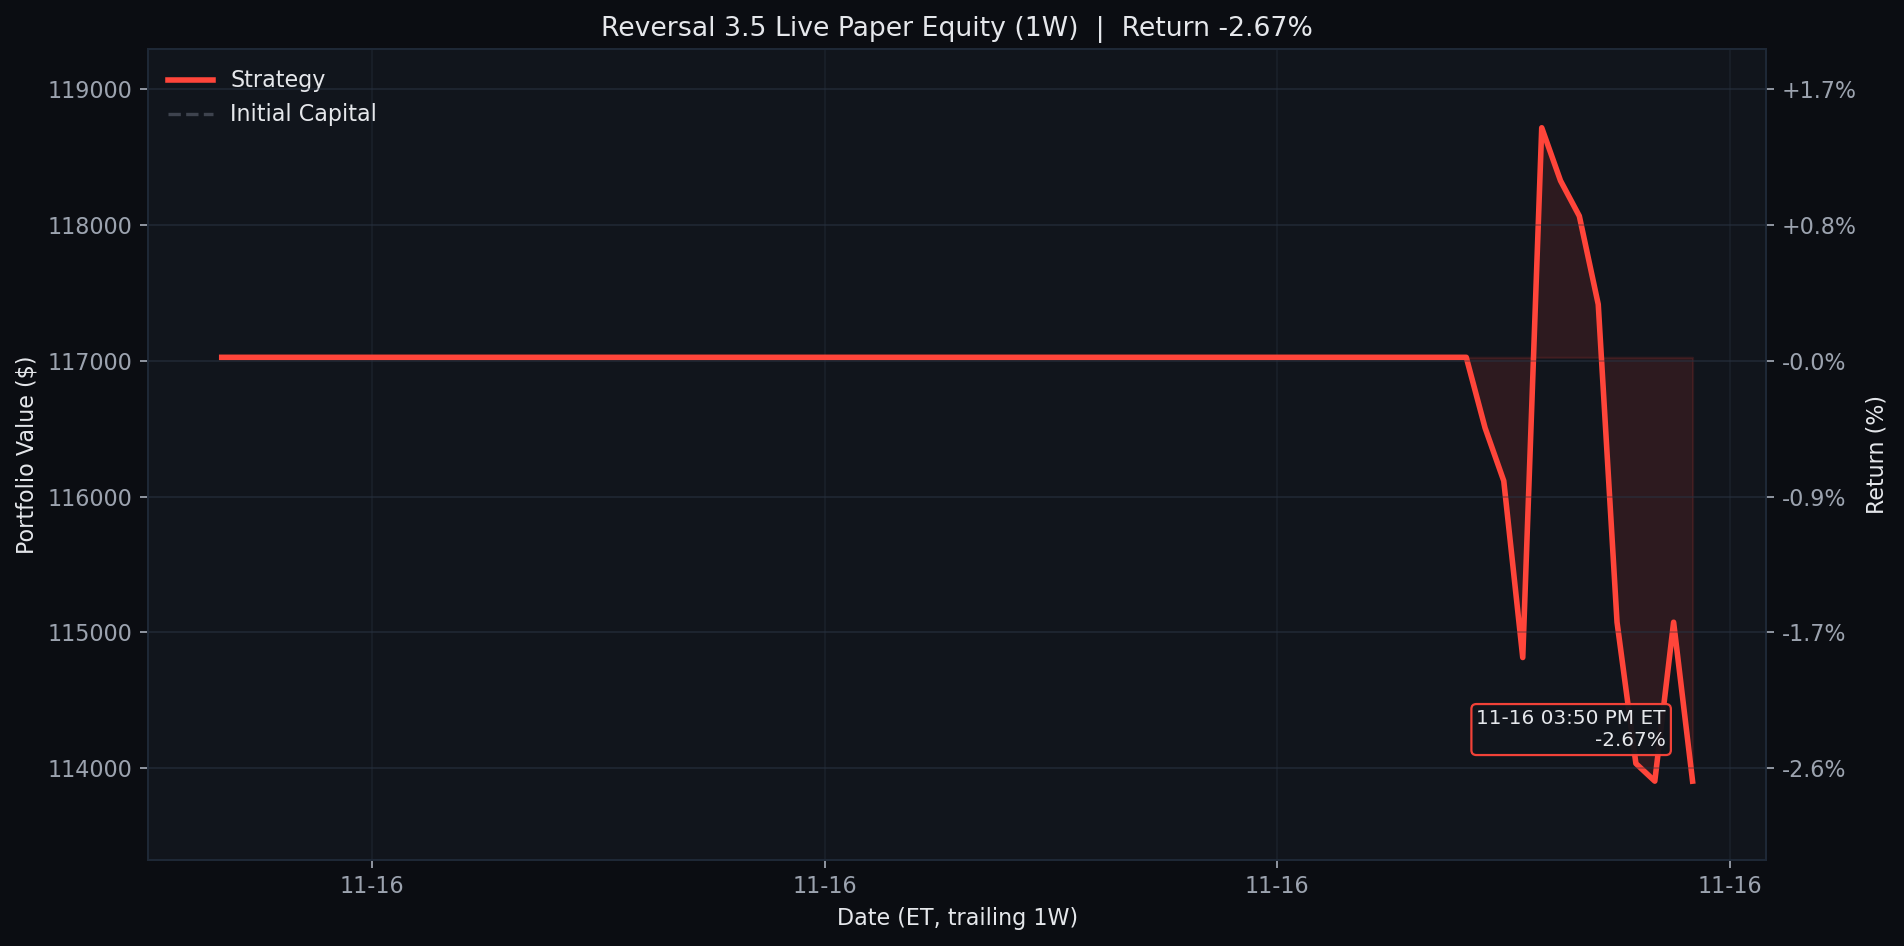 Reversal 3.5 Live Paper Equity (1W)  |  Return -2.67%
Strategy
Initial Capital
119000
118000
117000
116000
115000
114000
Portfolio Value ($)
+1.7%
+0.8%
-0.0%
-0.9%
-1.7%
-2.6%
Return (%)
11-16 03:50 PM ET
-2.67%
11-16
11-16
11-16
11-16
Date (ET, trailing 1W)